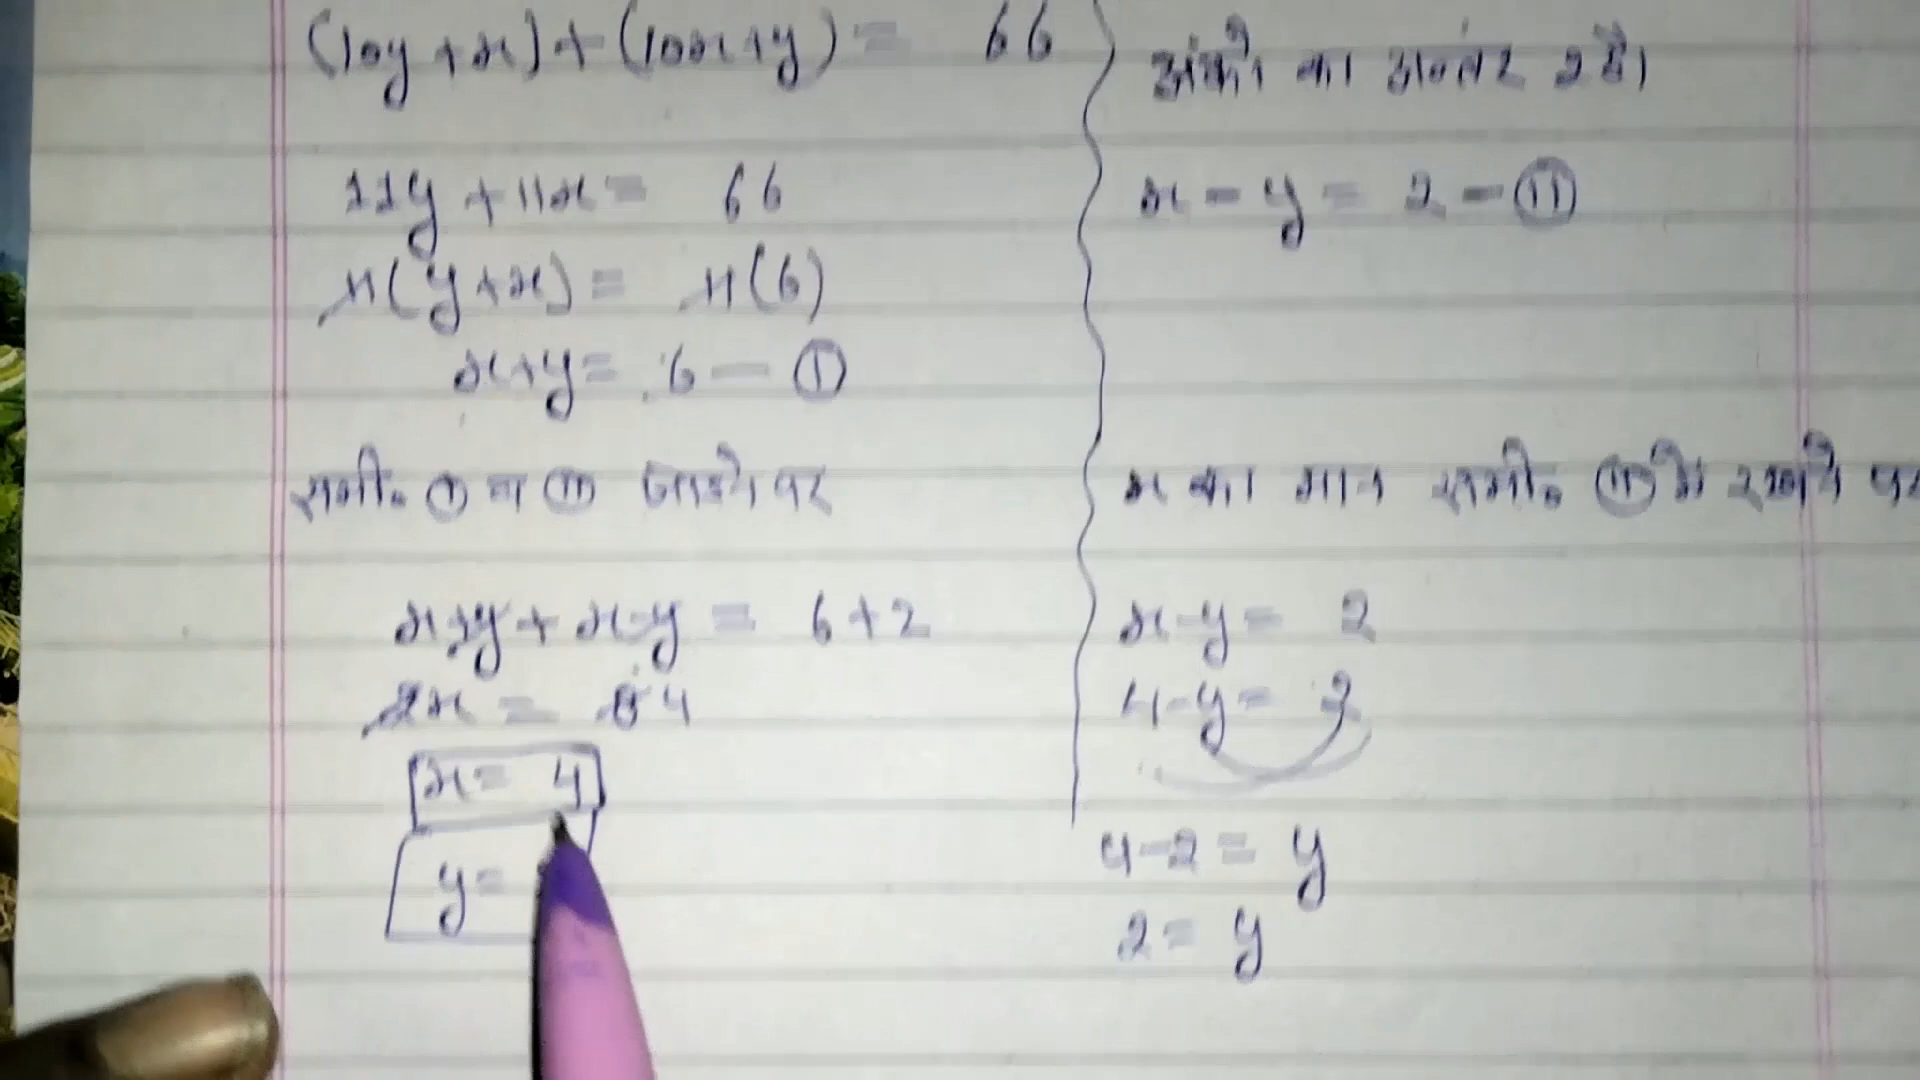 (10y + x) + (10x + y) = 66
11y + 11x = 66
11(y + x) = 11(6)
x + y = 6 — (I)
समी० (I) व (II) जोड़ने पर
x + y + x - y = 6 + 2
2x = 8 4
x = 4
y =
अंकों का अन्तर 2 है।
x - y = 2 - (II)
x का मान समी० (II) में रखने पर
x - y = 2
4 - y = 2
4 - 2 = y
2 = y